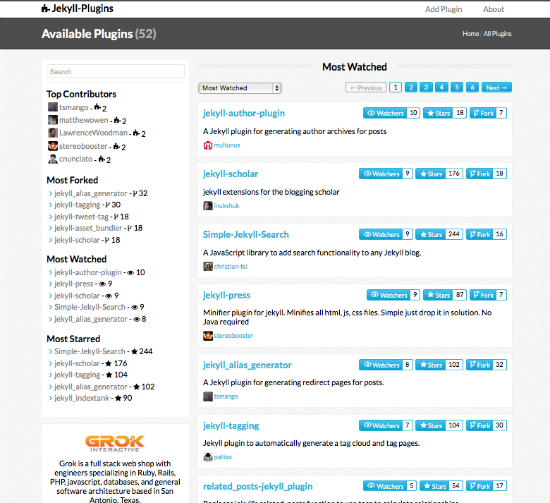 Jekyll-Plugins
Add Plugin About
Available Plugins (52)
Home / All Plugins
Search
Top Contributors
tsmango - 2
matthewowen - 2
LawrenceWoodman - 2
stereobooster - 2
cnunciato - 2
Most Forked
jekyll_alias_generator - 32
jekyll-tagging - 30
jekyll-tweet-tag - 18
jekyll-asset_bundler - 18
jekyll-scholar - 18
Most Watched
jekyll-author-plugin - 10
jekyll-press - 9
jekyll-scholar - 9
Simple-Jekyll-Search - 9
jekyll_alias_generator - 8
Most Starred
Simple-Jekyll-Search - 244
jekyll-scholar - 176
jekyll-tagging - 104
jekyll_alias_generator - 102
jekyll_indextank - 90
GROK
INTERACTIVE
Grok is a full stack web shop with
engineers specializing in Ruby, Rails,
PHP, javascript, databases, and general
software architecture based in San
Antonio, Texas.
Most Watched
Most Watched
← Previous 1 2 3 4 5 6 Next →
jekyll-author-plugin
Watchers 10 Stars 18 Fork 7
A Jekyll plugin for generating author archives for posts
multunus
jekyll-scholar
Watchers 9 Stars 176 Fork 18
jekyll extensions for the blogging scholar
inukshuk
Simple-Jekyll-Search
Watchers 9 Stars 244 Fork 16
A JavaScript library to add search functionality to any Jekyll blog.
christian-fei
jekyll-press
Watchers 9 Stars 87 Fork 7
Minifier plugin for jekyll. Minifies all html, js, css files. Simple just drop it in solution. No
Java required
stereobooster
jekyll_alias_generator
Watchers 8 Stars 102 Fork 32
A Jekyll plugin for generating redirect pages for posts.
tsmango
jekyll-tagging
Watchers 7 Stars 104 Fork 30
Jekyll plugin to automatically generate a tag cloud and tag pages.
pattex
related_posts-jekyll_plugin
Watchers 5 Stars 54 Fork 17